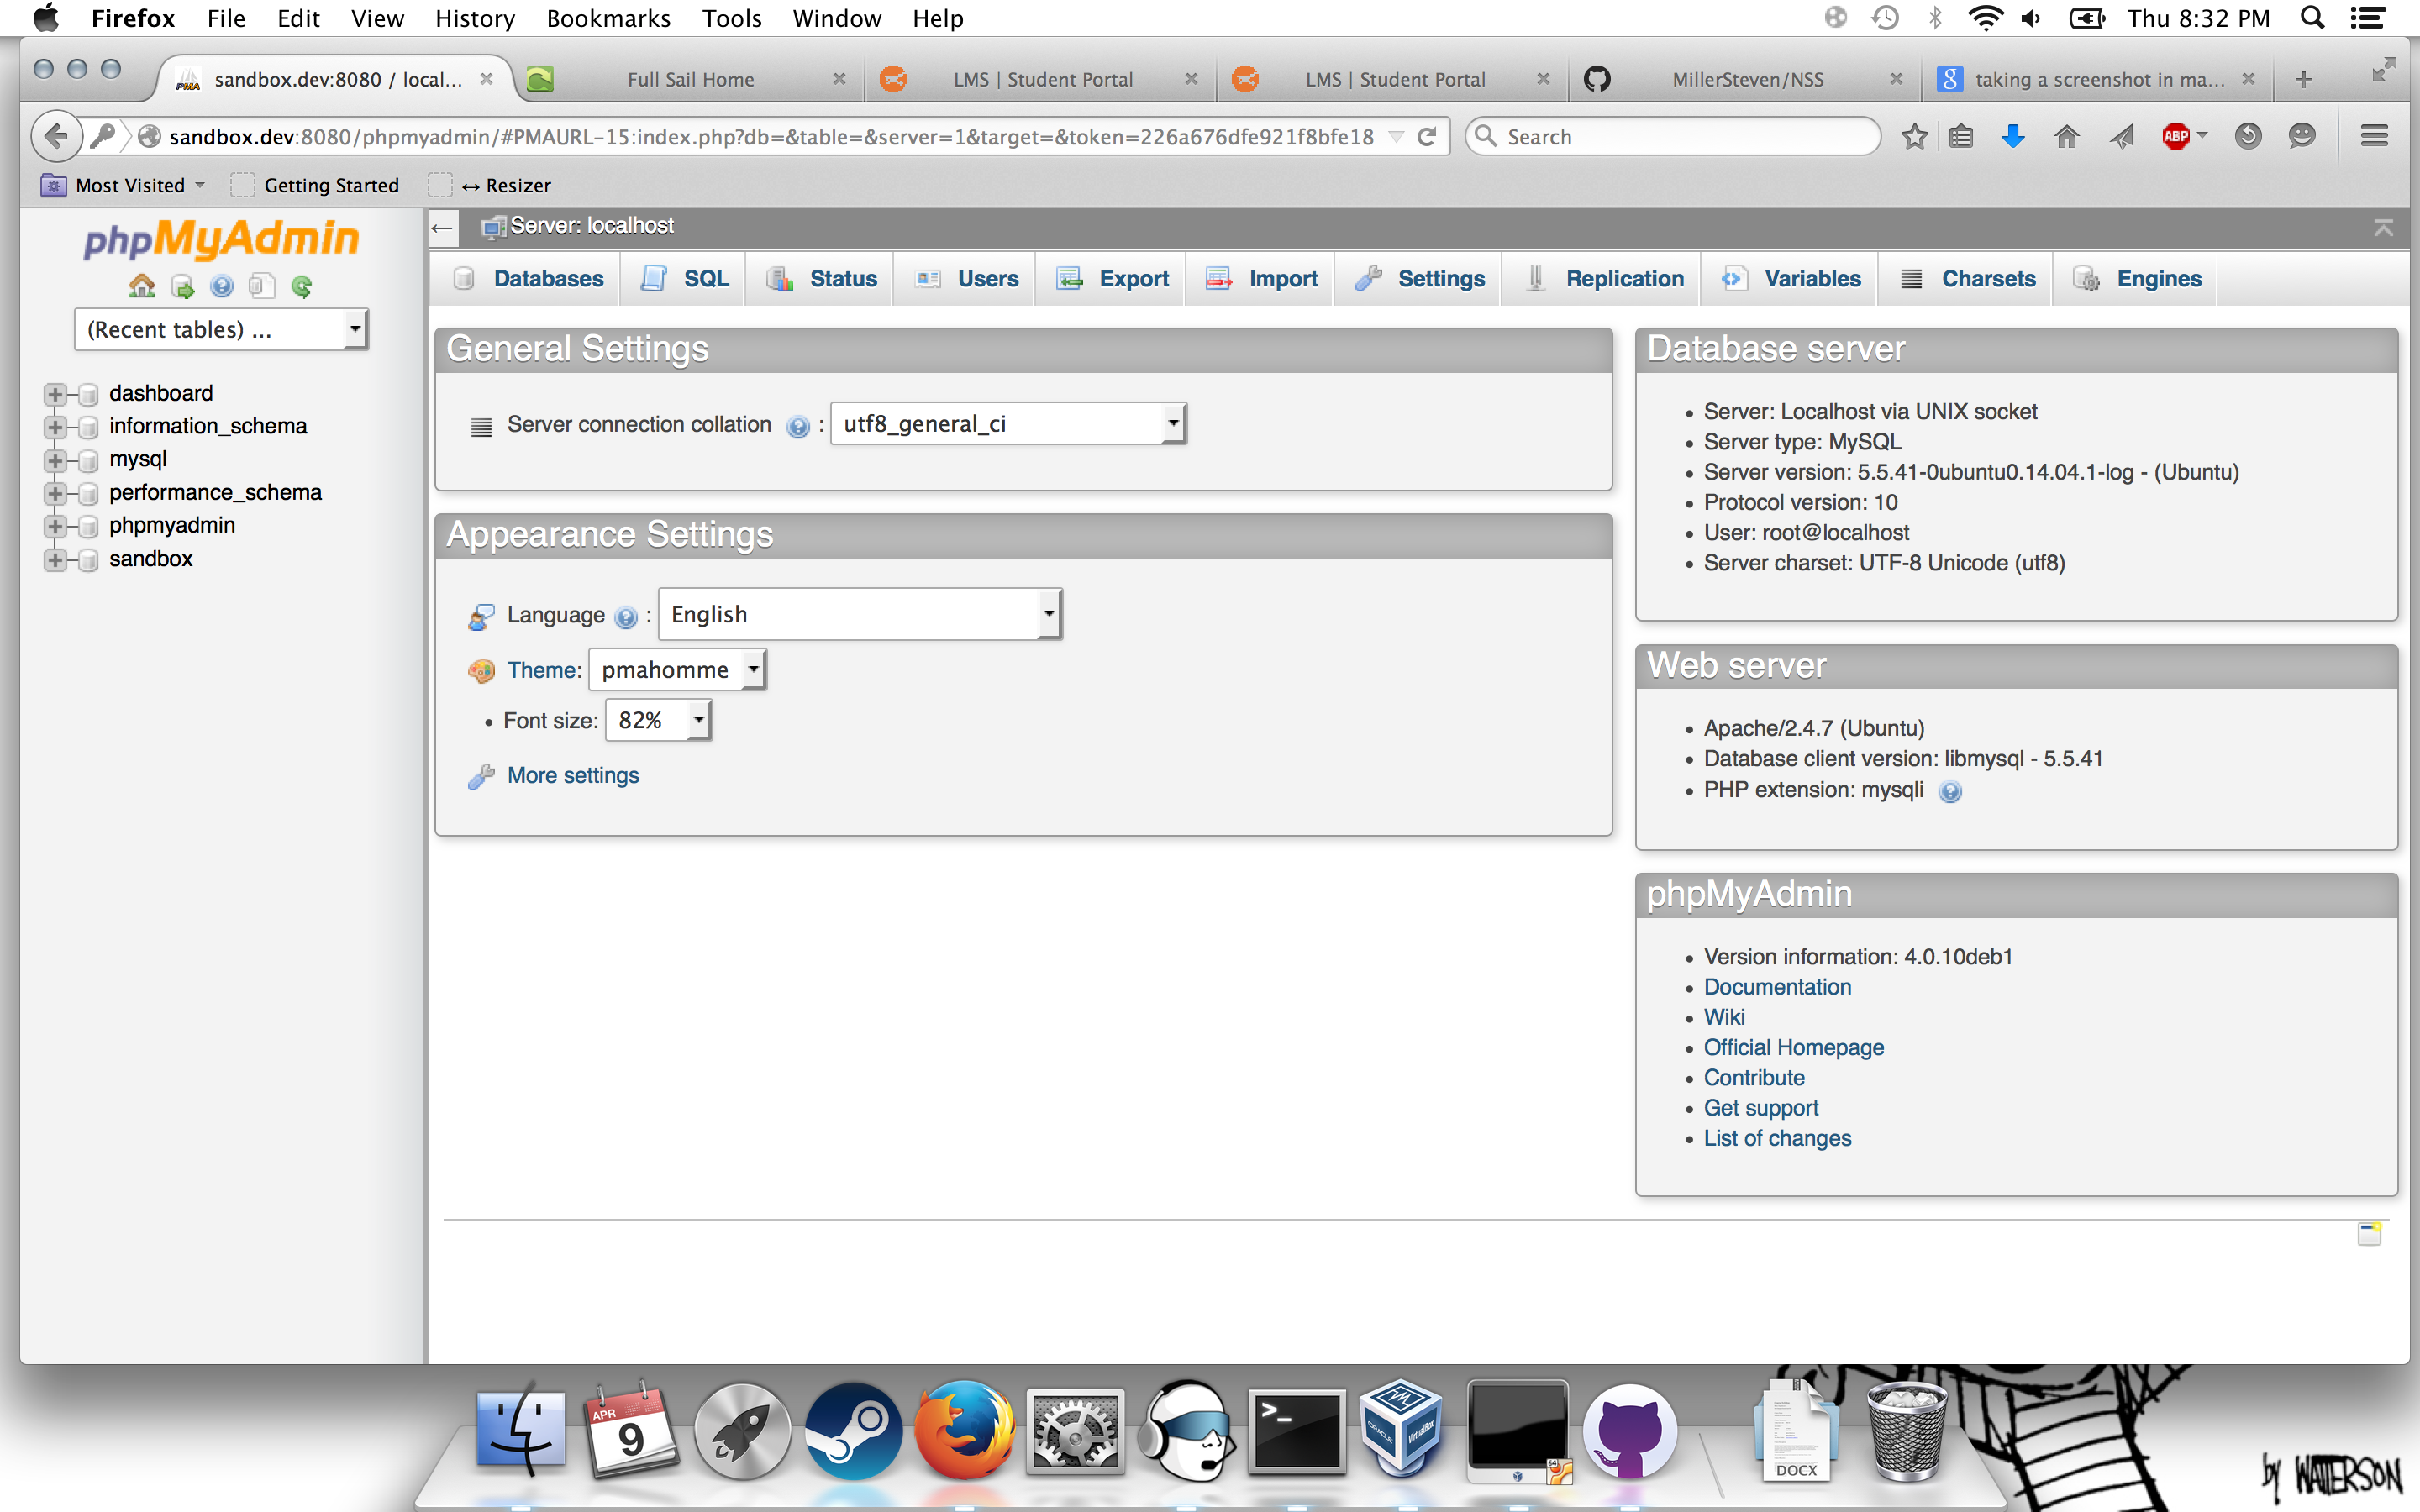 Firefox File Edit View History Bookmarks Tools Window Help Thu 8:32 PM
sandbox.dev:8080 / local... Full Sail Home LMS | Student Portal LMS | Student Portal MillerSteven/NSS taking a screenshot in ma...
sandbox.dev:8080/phpmyadmin/#PMAURL-15:index.php?db=&table=&server=1&target=&token=226a676dfe921f8bfe18 Search ABP
Most Visited Getting Started ↔ Resizer
phpMyAdmin
(Recent tables) ...
dashboard
information_schema
mysql
performance_schema
phpmyadmin
sandbox
← Server: localhost
Databases SQL Status Users Export Import Settings Replication Variables Charsets Engines
General Settings
Server connection collation : utf8_general_ci
Appearance Settings
Language : English
Theme: pmahomme
• Font size: 82%
More settings
Database server
• Server: Localhost via UNIX socket
• Server type: MySQL
• Server version: 5.5.41-0ubuntu0.14.04.1-log - (Ubuntu)
• Protocol version: 10
• User: root@localhost
• Server charset: UTF-8 Unicode (utf8)
Web server
• Apache/2.4.7 (Ubuntu)
• Database client version: libmysql - 5.5.41
• PHP extension: mysqli
phpMyAdmin
• Version information: 4.0.10deb1
• Documentation
• Wiki
• Official Homepage
• Contribute
• Get support
• List of changes
APR
9
>_
ORACLE VirtualBox
64
DOCX
by WATTERSON